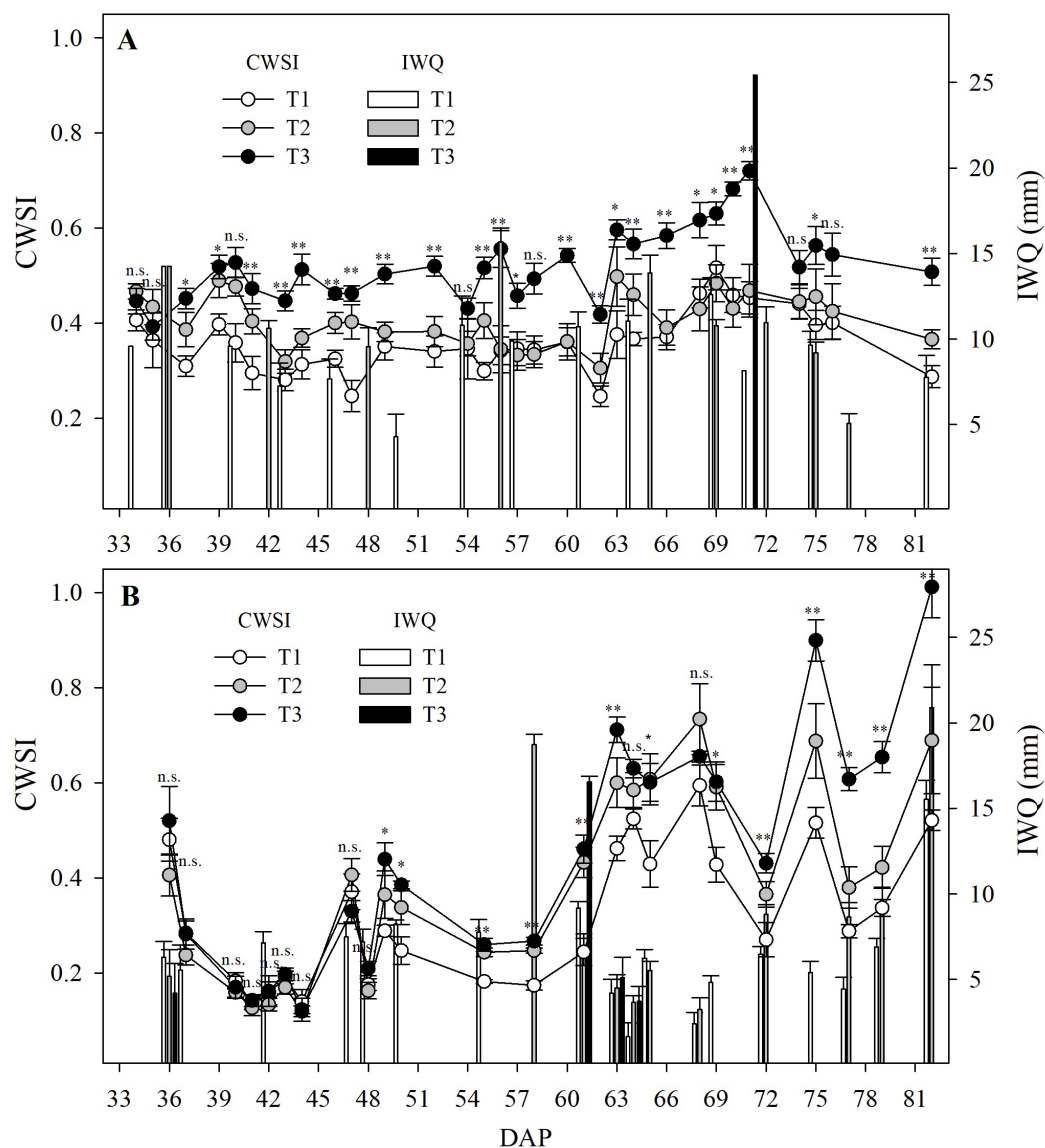 A
CWSI IWQ
T1 T1
T2 T2
T3 T3
1.0
0.8
0.6
0.4
0.2
CWSI
25
20
15
10
5
IWQ (mm)
n.s. n.s. * * n.s. ** ** ** ** ** ** ** n.s. ** ** * n.s. ** ** * ** ** * * ** ** n.s. * n.s. **
33 36 39 42 45 48 51 54 57 60 63 66 69 72 75 78 81
B
CWSI IWQ
T1 T1
T2 T2
T3 T3
1.0
0.8
0.6
0.4
0.2
CWSI
25
20
15
10
5
IWQ (mm)
n.s. n.s. n.s. n.s. n.s. n.s. n.s. n.s. n.s. * * ** ** ** ** n.s. * n.s. * ** ** ** ** **
33 36 39 42 45 48 51 54 57 60 63 66 69 72 75 78 81
DAP